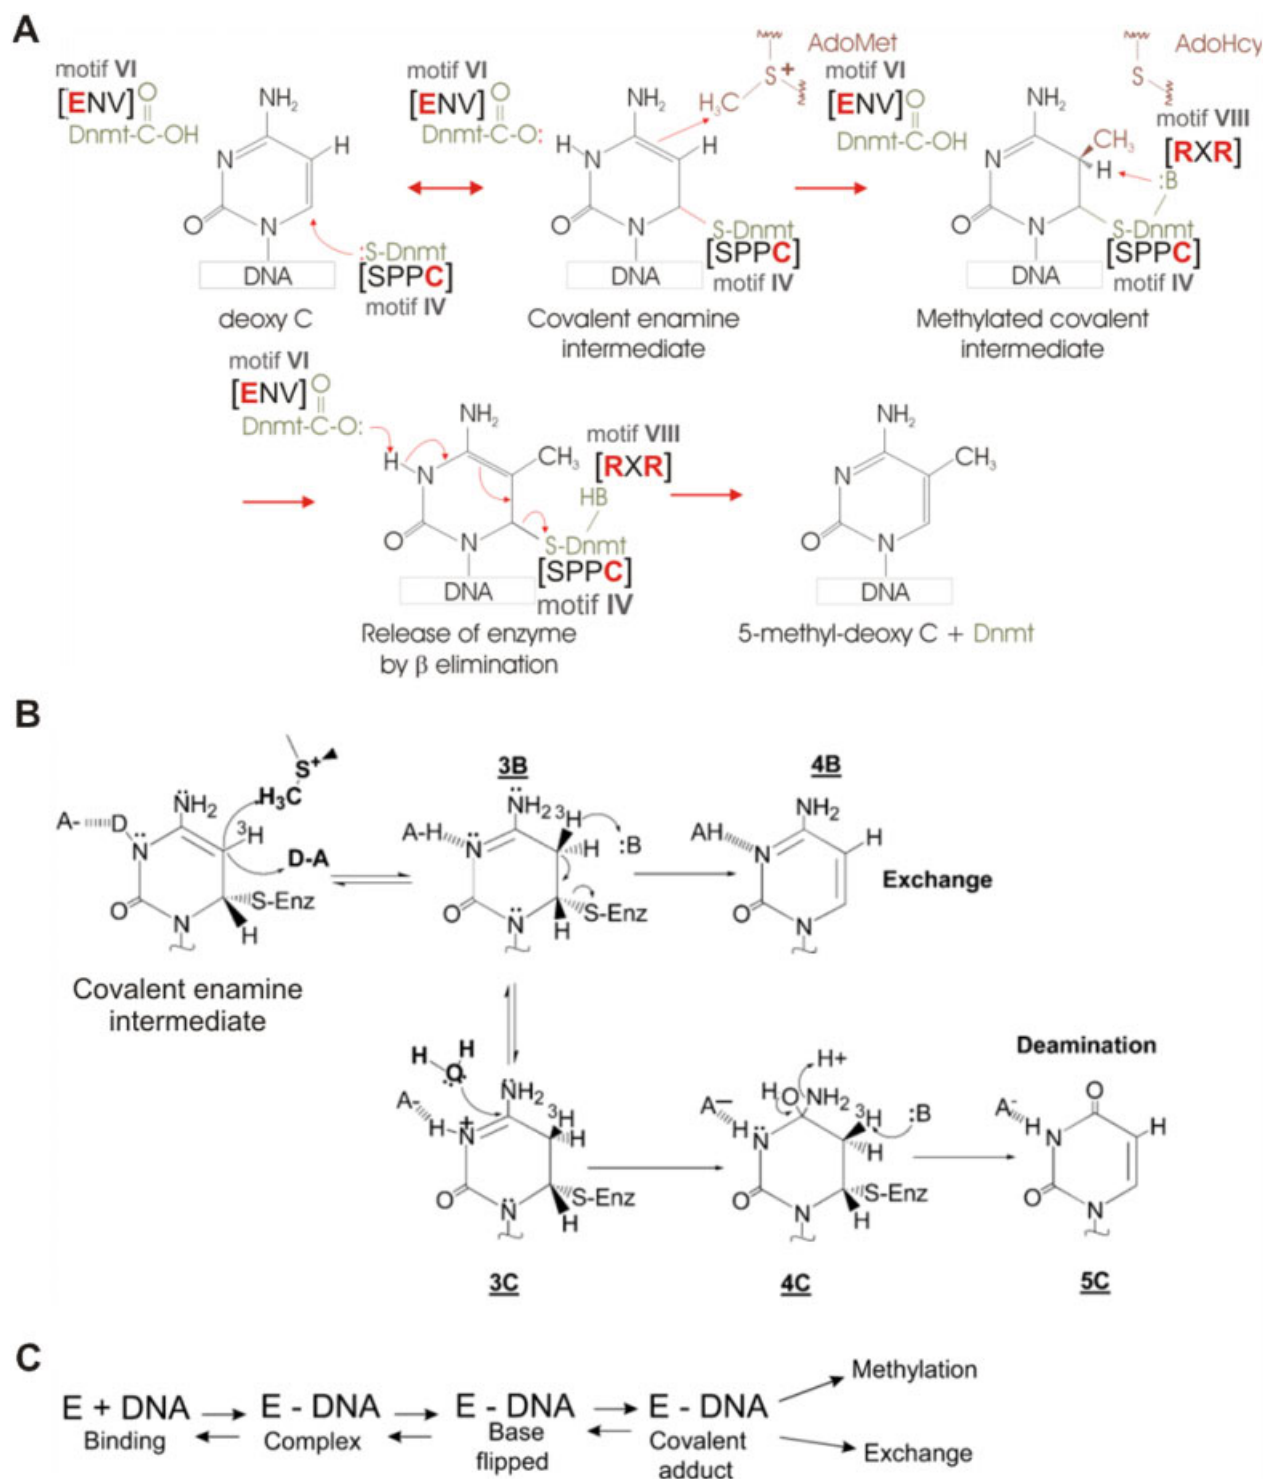 A
motif VI
[ENV]
O
Dnmt-C-OH
NH2
H
N
O
N
:S-Dnmt
[SPPC]
motif IV
DNA
deoxy C
motif VI
[ENV]
O
Dnmt-C-O:
NH2
H
N
H
O
N
H3C
S+
AdoMet
S-Dnmt
[SPPC]
motif IV
DNA
Covalent enamine
intermediate
motif VI
[ENV]
O
Dnmt-C-OH
NH2
N
CH3
H
O
N
S
AdoHcy
motif VIII
[RXR]
:B
S-Dnmt
[SPPC]
motif IV
DNA
Methylated covalent
intermediate
motif VI
[ENV]
O
Dnmt-C-O:
NH2
H
N
CH3
O
N
motif VIII
[RXR]
HB
S-Dnmt
[SPPC]
motif IV
DNA
Release of enzyme
by β elimination
NH2
N
CH3
O
N
DNA
5-methyl-deoxy C + Dnmt
B
S+
H3C
NH2
3H
A-
D
N
D-A
O
S-Enz
N
H
Covalent enamine
intermediate
3B
NH2
3H
A-H
N
H
:B
O
S-Enz
N
H
4B
NH2
AH
N
H
O
N
Exchange
H
H
O
NH2
A-
3H
H
N
+
H
O
S-Enz
N
H
3C
H+
HO
NH2
A–
3H
:B
H
N
H
O
S-Enz
N
H
4C
Deamination
O
A-
H
N
H
O
N
5C
C
E + DNA
Binding
E - DNA
Complex
E - DNA
Base
flipped
E - DNA
Covalent
adduct
Methylation
Exchange